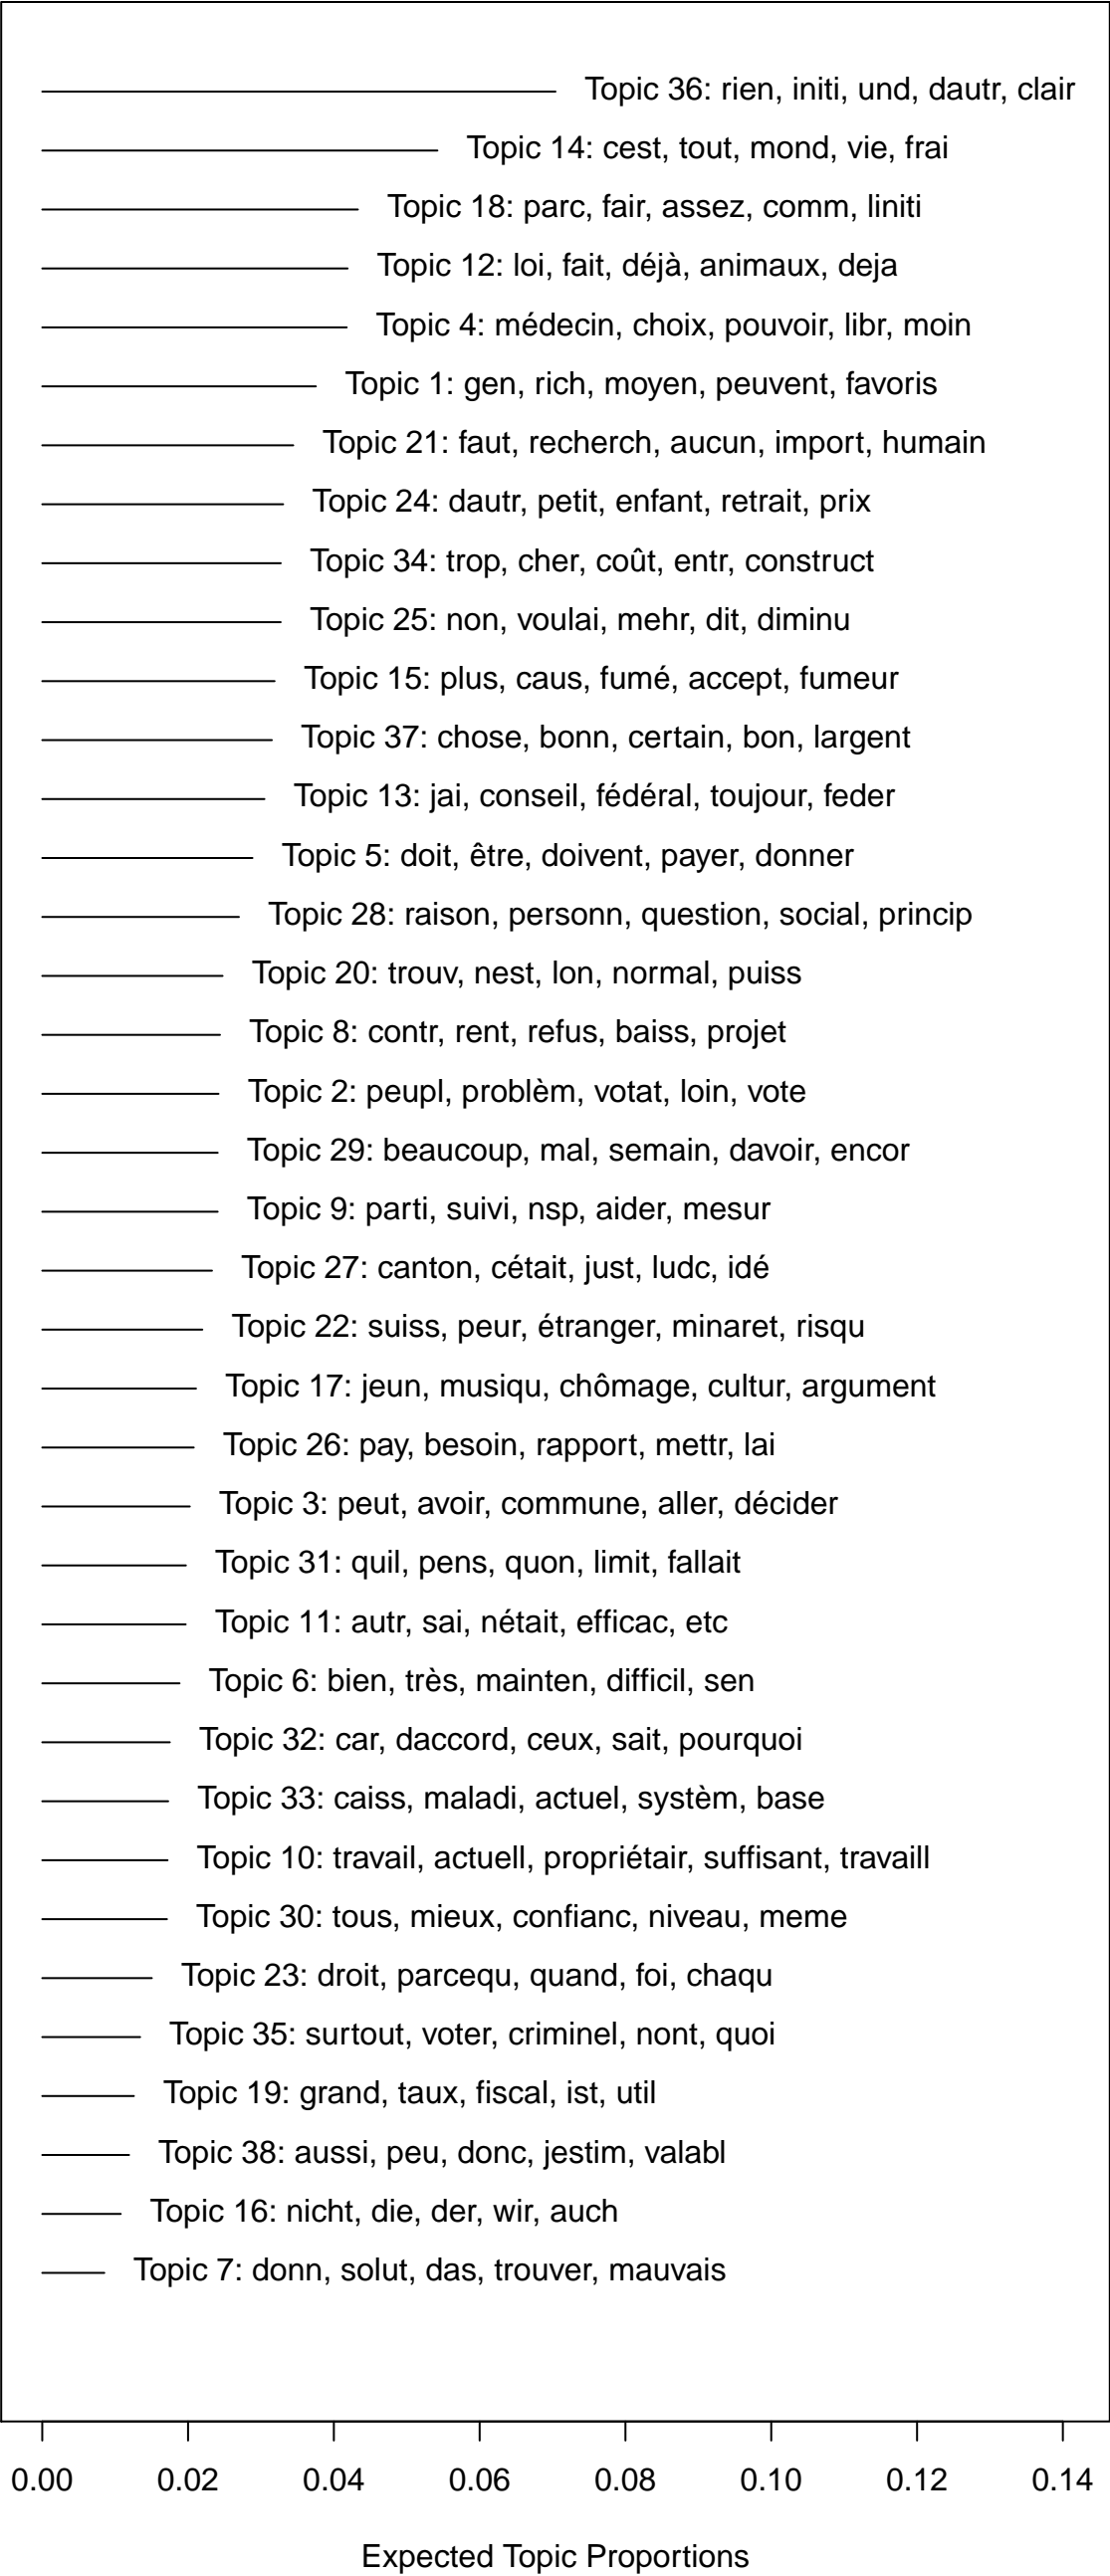 Topic 36: rien, initi, und, dautr, clair
Topic 14: cest, tout, mond, vie, frai
Topic 18: parc, fair, assez, comm, liniti
Topic 12: loi, fait, déjà, animaux, deja
Topic 4: médecin, choix, pouvoir, libr, moin
Topic 1: gen, rich, moyen, peuvent, favoris
Topic 21: faut, recherch, aucun, import, humain
Topic 24: dautr, petit, enfant, retrait, prix
Topic 34: trop, cher, coût, entr, construct
Topic 25: non, voulai, mehr, dit, diminu
Topic 15: plus, caus, fumé, accept, fumeur
Topic 37: chose, bonn, certain, bon, largent
Topic 13: jai, conseil, fédéral, toujour, feder
Topic 5: doit, être, doivent, payer, donner
Topic 28: raison, personn, question, social, princip
Topic 20: trouv, nest, lon, normal, puiss
Topic 8: contr, rent, refus, baiss, projet
Topic 2: peupl, problèm, votat, loin, vote
Topic 29: beaucoup, mal, semain, davoir, encor
Topic 9: parti, suivi, nsp, aider, mesur
Topic 27: canton, cétait, just, ludc, idé
Topic 22: suiss, peur, étranger, minaret, risqu
Topic 17: jeun, musiqu, chômage, cultur, argument
Topic 26: pay, besoin, rapport, mettr, lai
Topic 3: peut, avoir, commune, aller, décider
Topic 31: quil, pens, quon, limit, fallait
Topic 11: autr, sai, nétait, efficac, etc
Topic 6: bien, très, mainten, difficil, sen
Topic 32: car, daccord, ceux, sait, pourquoi
Topic 33: caiss, maladi, actuel, systèm, base
Topic 10: travail, actuell, propriétair, suffisant, travaill
Topic 30: tous, mieux, confianc, niveau, meme
Topic 23: droit, parcequ, quand, foi, chaqu
Topic 35: surtout, voter, criminel, nont, quoi
Topic 19: grand, taux, fiscal, ist, util
Topic 38: aussi, peu, donc, jestim, valabl
Topic 16: nicht, die, der, wir, auch
Topic 7: donn, solut, das, trouver, mauvais
0.00 0.02 0.04 0.06 0.08 0.10 0.12 0.14
Expected Topic Proportions